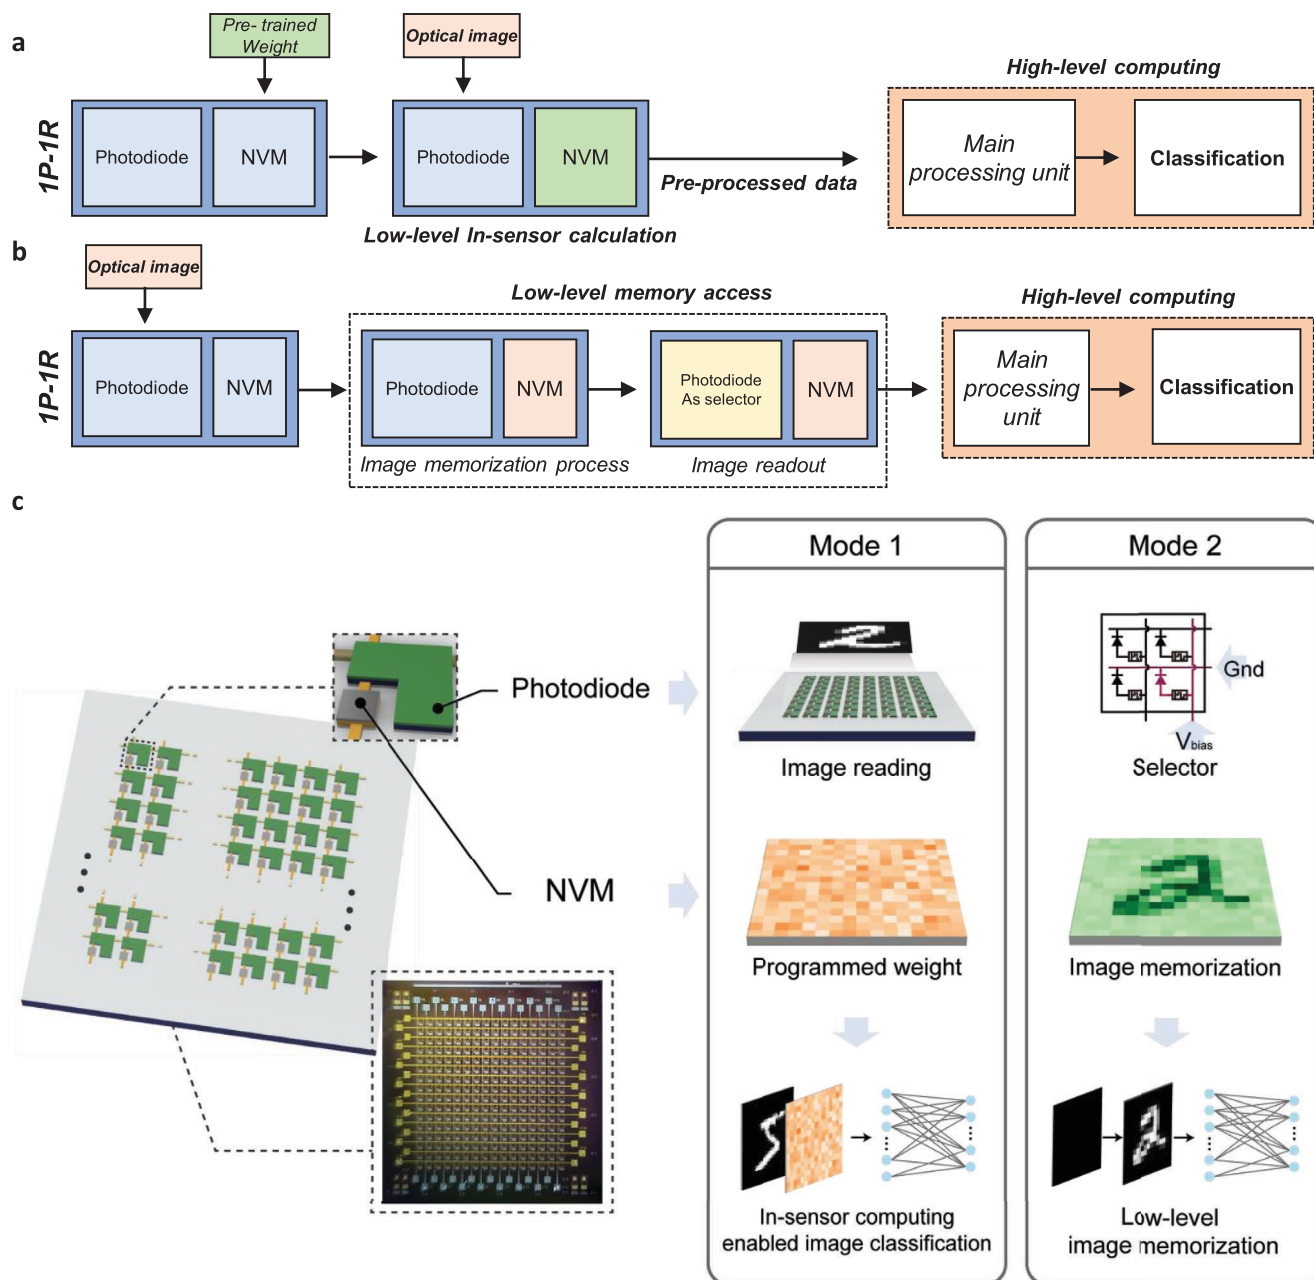 a
Pre- trained
Weight
Optical image
High-level computing
1P-1R
Photodiode
NVM
Photodiode
NVM
Pre-processed data
Main
processing unit
Classification
Low-level In-sensor calculation
b
Optical image
Low-level memory access
High-level computing
1P-1R
Photodiode
NVM
Photodiode
NVM
Photodiode
As selector
NVM
Main
processing
unit
Classification
Image memorization process
Image readout
c
Mode 1
Mode 2
Photodiode
Gnd
Vbias
Image reading
Selector
NVM
Programmed weight
Image memorization
In-sensor computing
enabled image classification
Low-level
image memorization